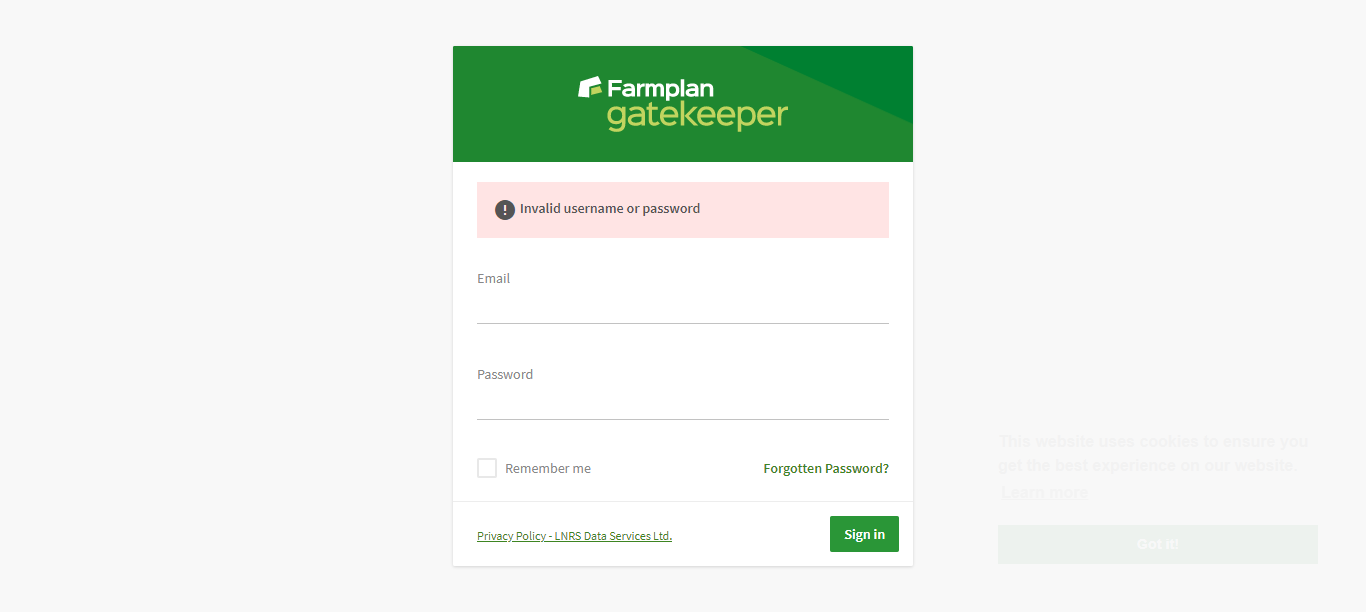 Farmplan
gatekeeper
! Invalid username or password
Email
Password
Remember me
Forgotten Password?
Privacy Policy - LNRS Data Services Ltd.
Sign in
This website uses cookies to ensure you
get the best experience on our website.
Learn more
Got it!